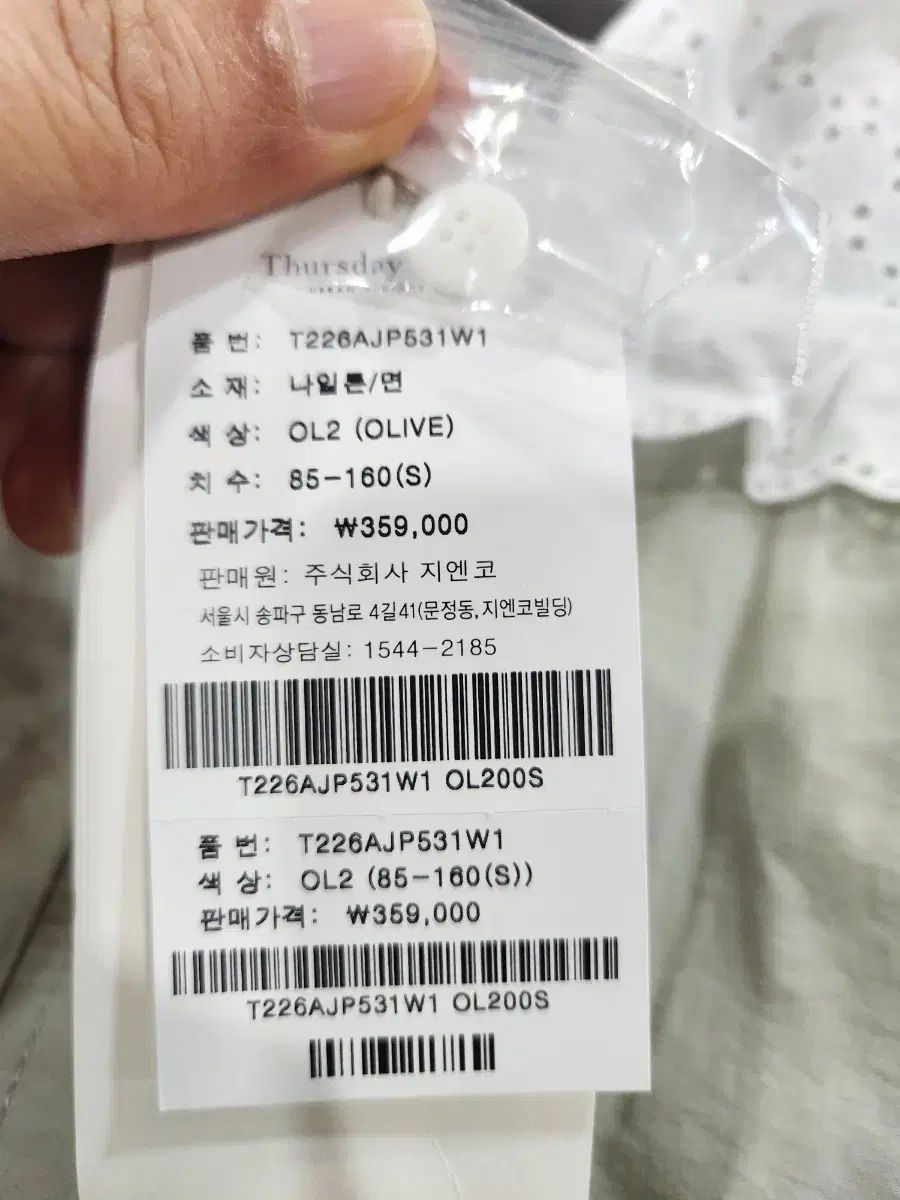 Thursday
품 번: T226AJP531W1
소 재: 나일론/면
색 상: OL2 (OLIVE)
치 수: 85-160(S)
판매가격: ₩359,000
판매원: 주식회사 지엔코
서울시 송파구 동남로 4길41(문정동,지엔코빌딩)
소비자상담실: 1544-2185
T226AJP531W1 OL200S
품 번: T226AJP531W1
색 상: OL2 (85-160(S))
판매가격: ₩359,000
T226AJP531W1 OL200S